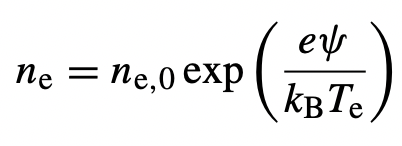 n_e = n_{e,0} exp ( eψ / k_B T_e )